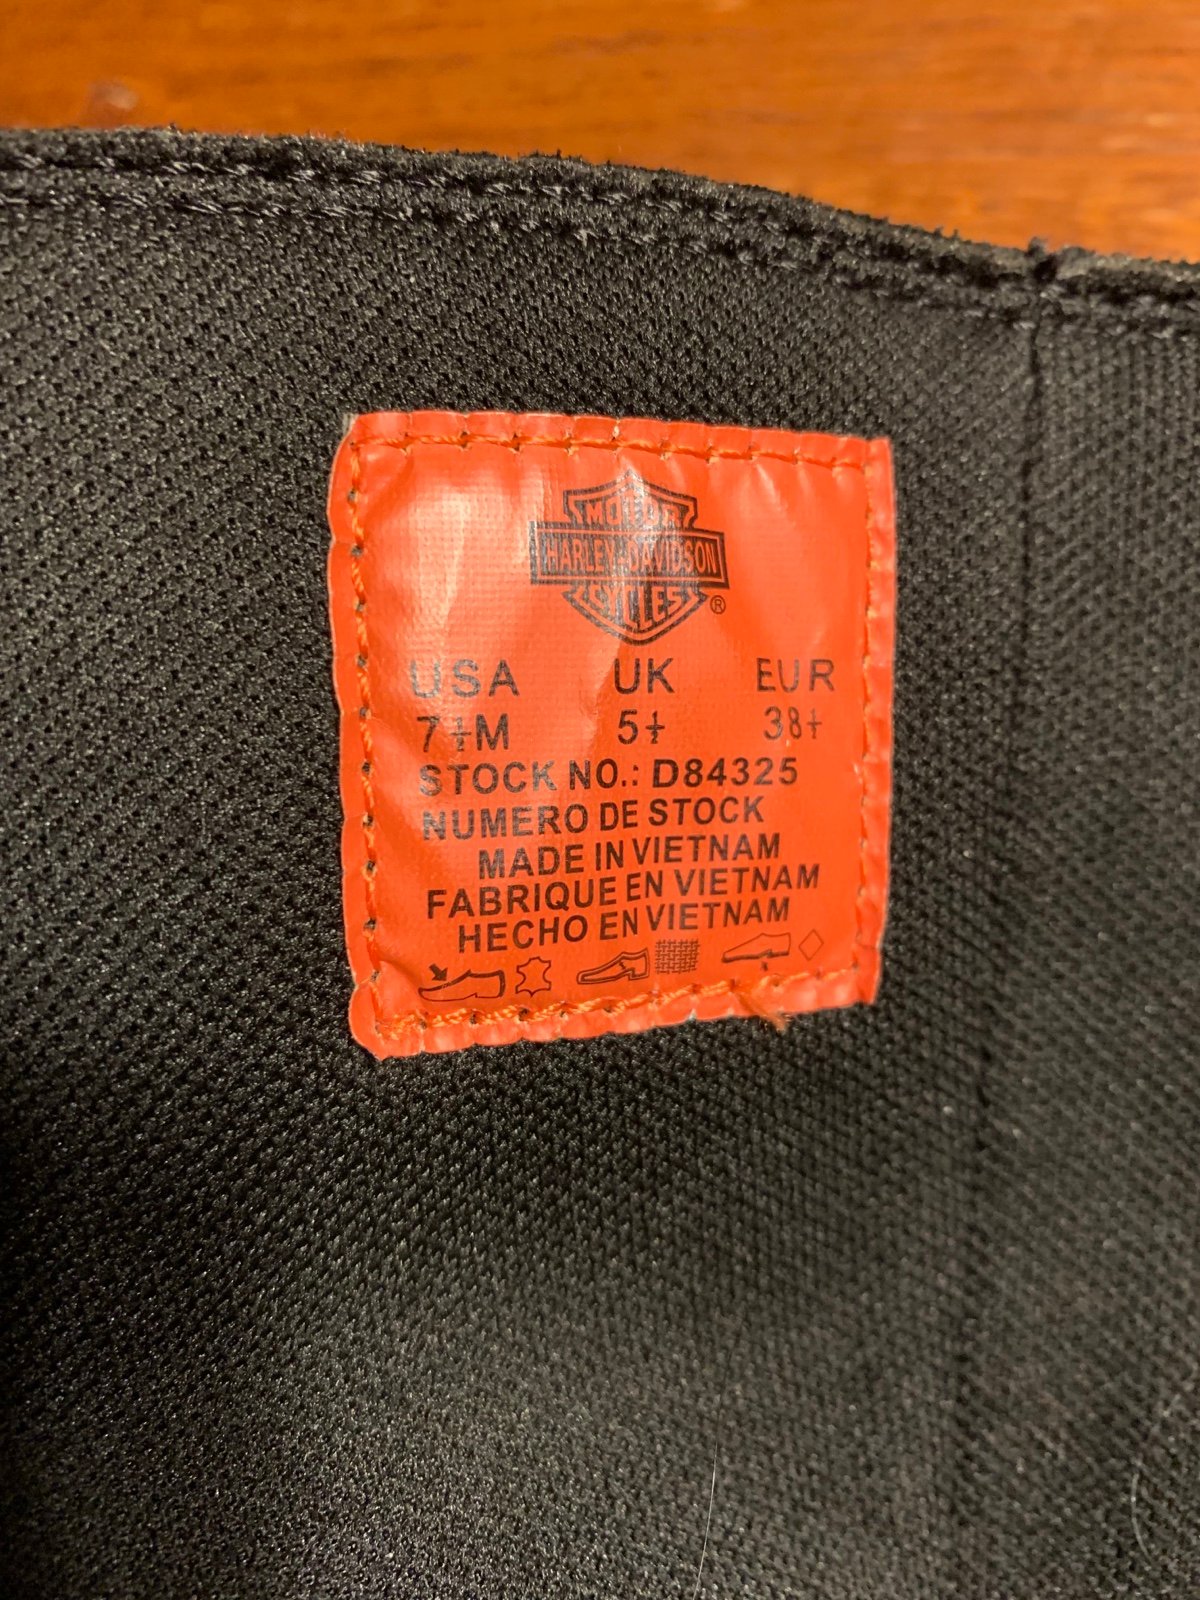 MOTOR
HARLEY-DAVIDSON
CYCLES ®
USA UK EUR
7½M 5½ 38½
STOCK NO.: D84325
NUMERO DE STOCK
MADE IN VIETNAM
FABRIQUE EN VIETNAM
HECHO EN VIETNAM